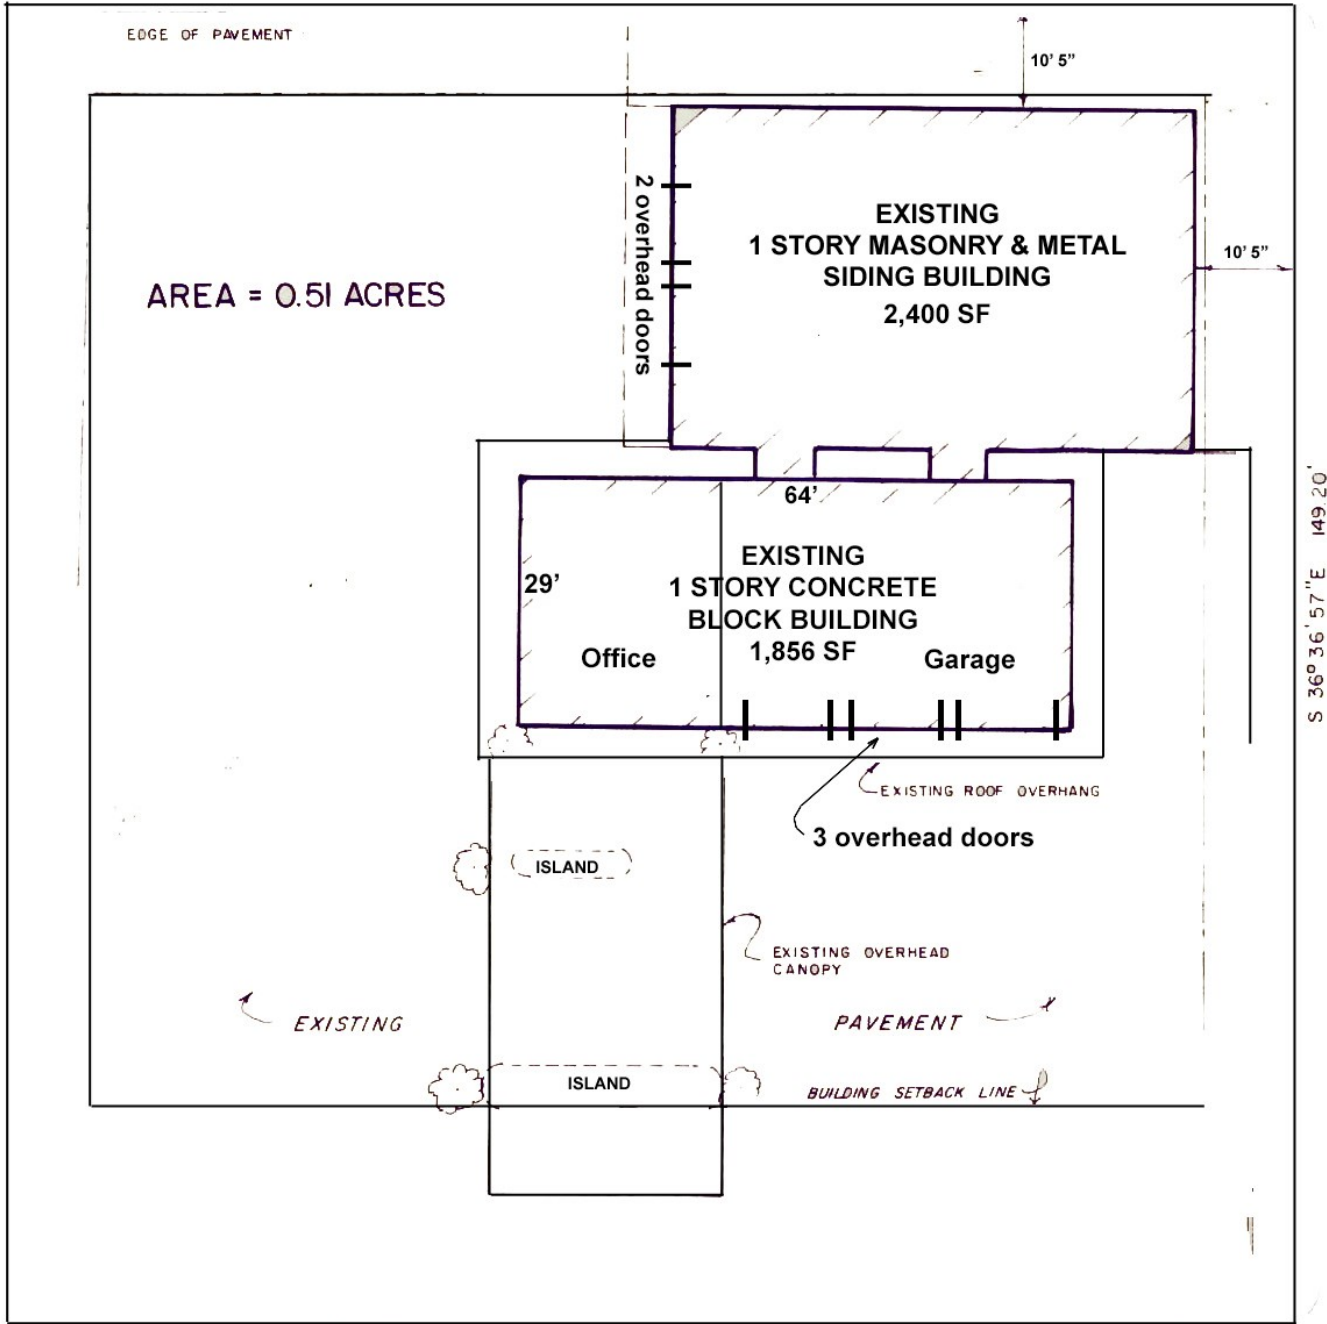 EDGE OF PAVEMENT
10' 5"
2 overhead doors
EXISTING
1 STORY MASONRY & METAL
SIDING BUILDING
2,400 SF
10' 5"
AREA = 0.51 ACRES
64'
29'
EXISTING
1 STORY CONCRETE
BLOCK BUILDING
1,856 SF
Office
Garage
S 36° 36' 57" E 149.20'
EXISTING ROOF OVERHANG
3 overhead doors
ISLAND
EXISTING OVERHEAD
CANOPY
EXISTING
PAVEMENT
ISLAND
BUILDING SETBACK LINE